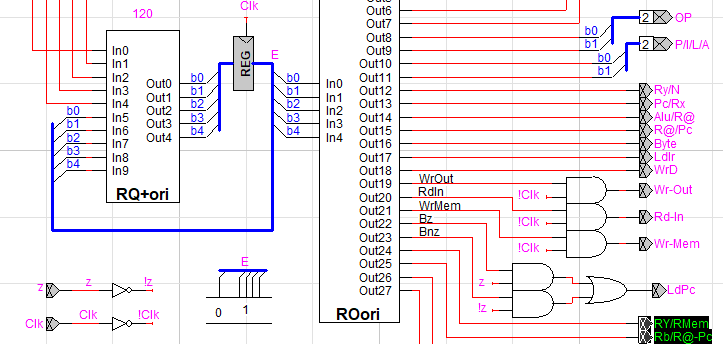 120
Clk
REG
E
In0
In1
In2
In3
In4
In5
In6
In7
In8
In9
b0
b1
b2
b3
b4
Out0
Out1
Out2
Out3
Out4
b0
b1
b2
b3
b4
RQ+ori
b0
b1
b2
b3
b4
In0
In1
In2
In3
In4
Out6
Out7
Out8
Out9
Out10
Out11
Out12
Out13
Out14
Out15
Out16
Out17
Out18
Out19
Out20
Out21
Out22
Out23
Out24
Out25
Out26
Out27
ROori
b0
b1
2
OP
b0
b1
2
P/I/L/A
Ry/N
Pc/Rx
Alu/R@
R@/Pc
Byte
LdIr
WrD
WrOut
RdIn
WrMem
Bz
Bnz
!Clk
!Clk
!Clk
Wr-Out
Rd-In
Wr-Mem
z
!z
LdPc
RY/RMem
Rb/R@-Pc
z
z
!z
Clk
Clk
!Clk
E
0
1